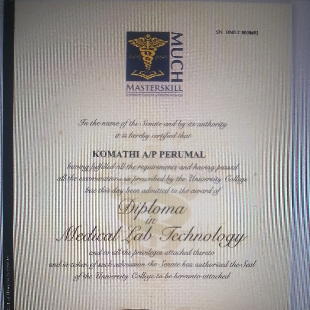 MUCH
MASTERSKILL
In the name of the Senate and by its authority
it is hereby certified that
KOMATHI A/P PERUMAL
having fulfilled all the requirements and having passed
all the examinations as prescribed by the University College
has this day been admitted to the award of
Diploma
in
Medical Lab Technology
and to all the privileges attached thereto
and in token of such admission the Senate has authorised the Seal
of the University College to be hereunto attached